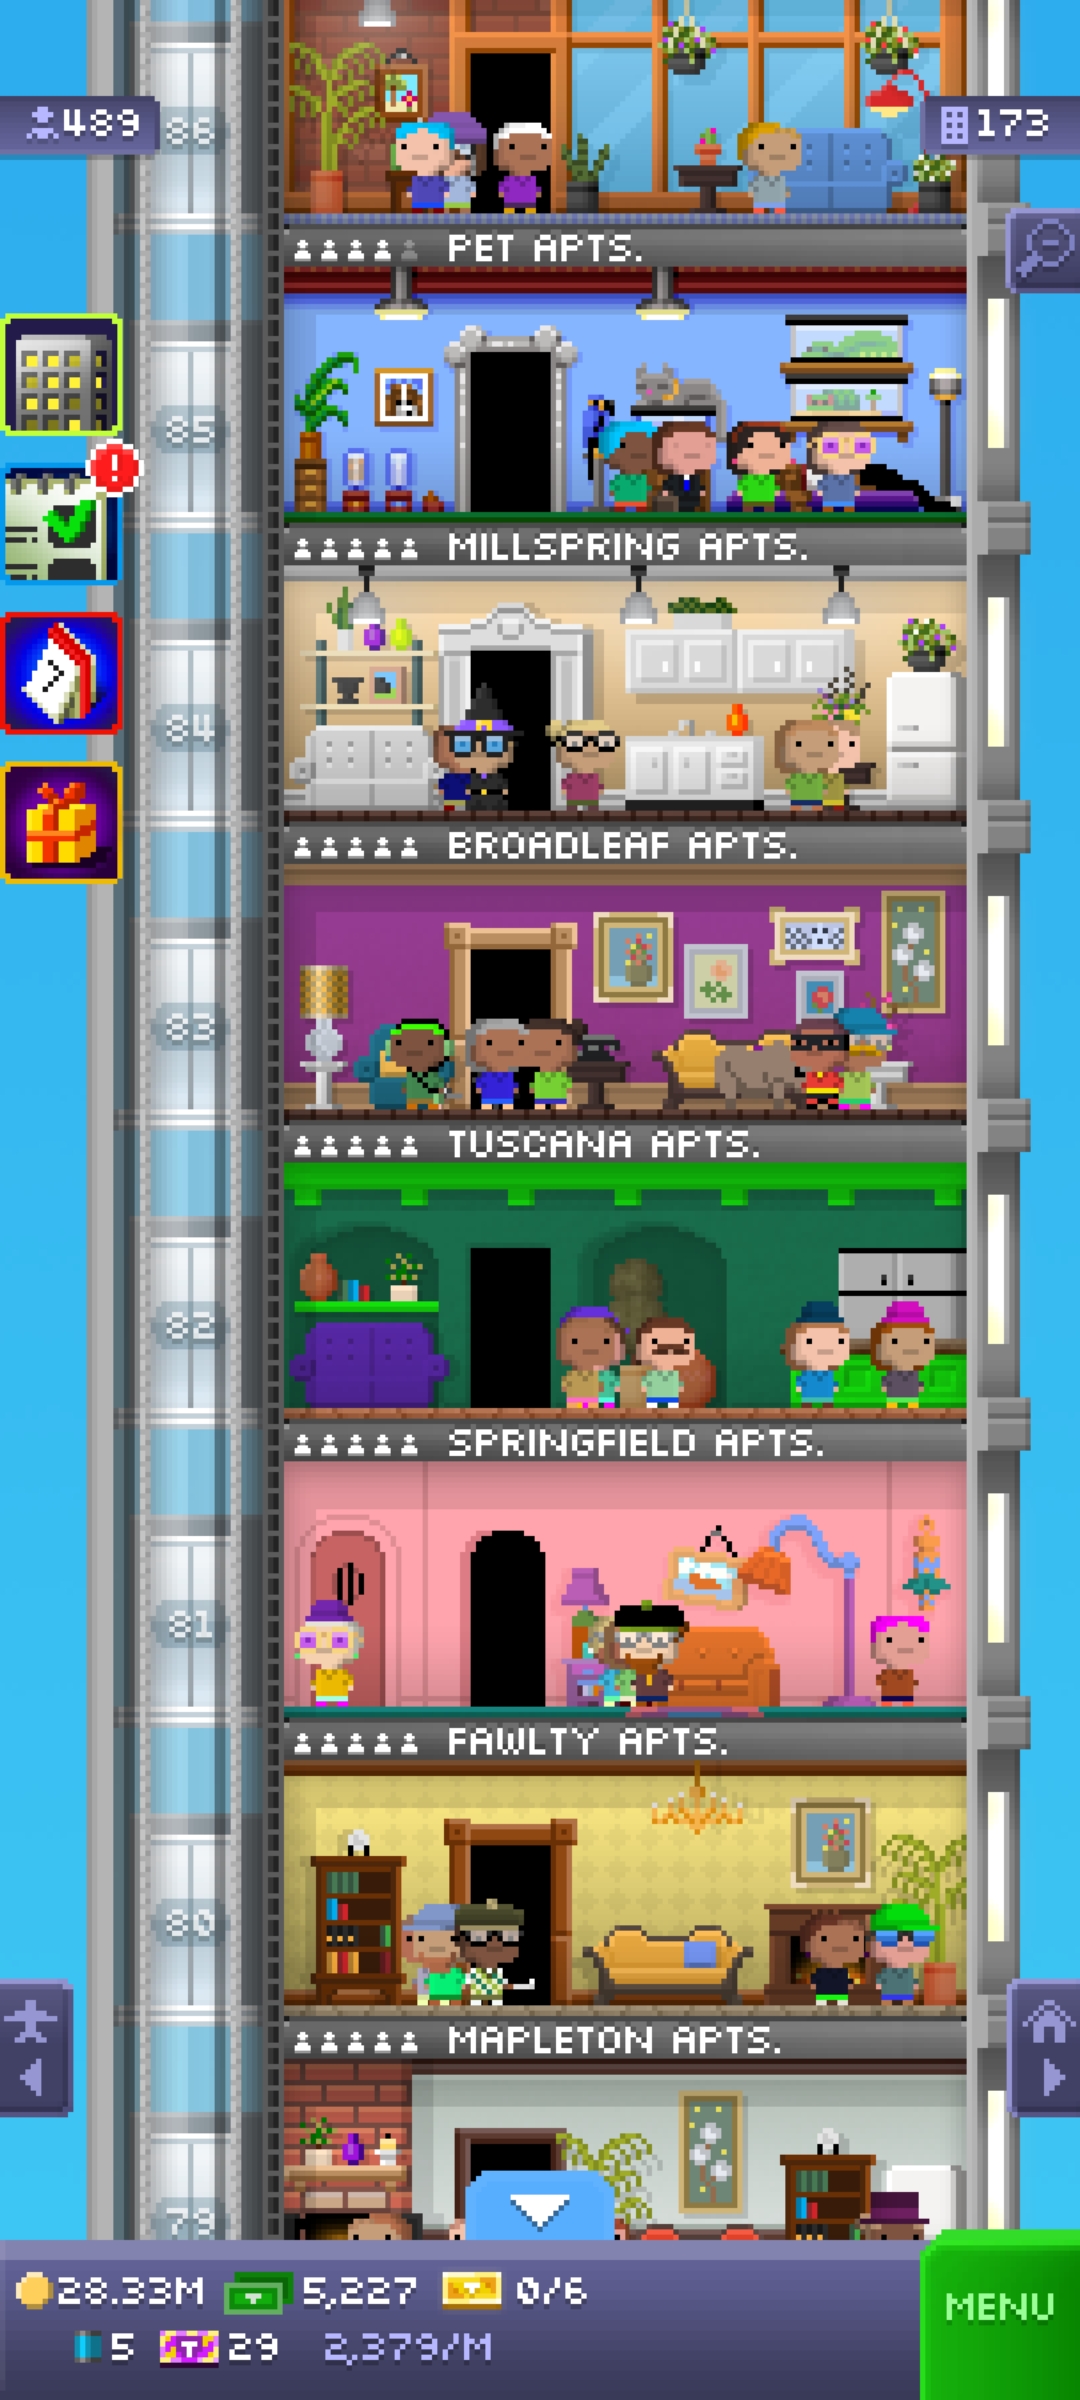 489
86
173
PET APTS.
85
MILLSPRING APTS.
84
BROADLEAF APTS.
83
TUSCANA APTS.
82
SPRINGFIELD APTS.
81
FAWLTY APTS.
80
MAPLETON APTS.
79
28.33M
5,227
0/6
5
29
2,379/M
MENU